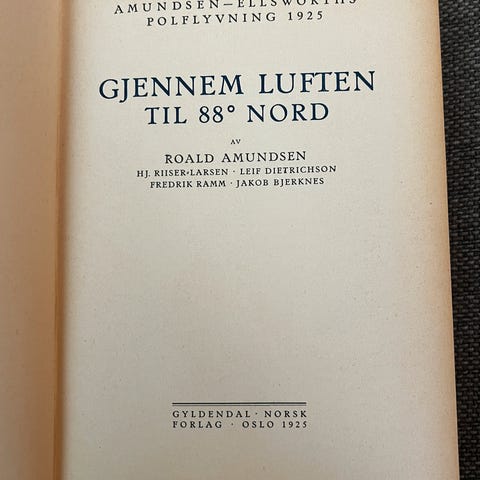 AMUNDSEN—ELLSWORTHS
POLFLYVNING 1925
GJENNEM LUFTEN
TIL 88° NORD
AV
ROALD AMUNDSEN
HJ. RIISER-LARSEN · LEIF DIETRICHSON
FREDRIK RAMM · JAKOB BJERKNES
GYLDENDAL · NORSK
FORLAG · OSLO 1925